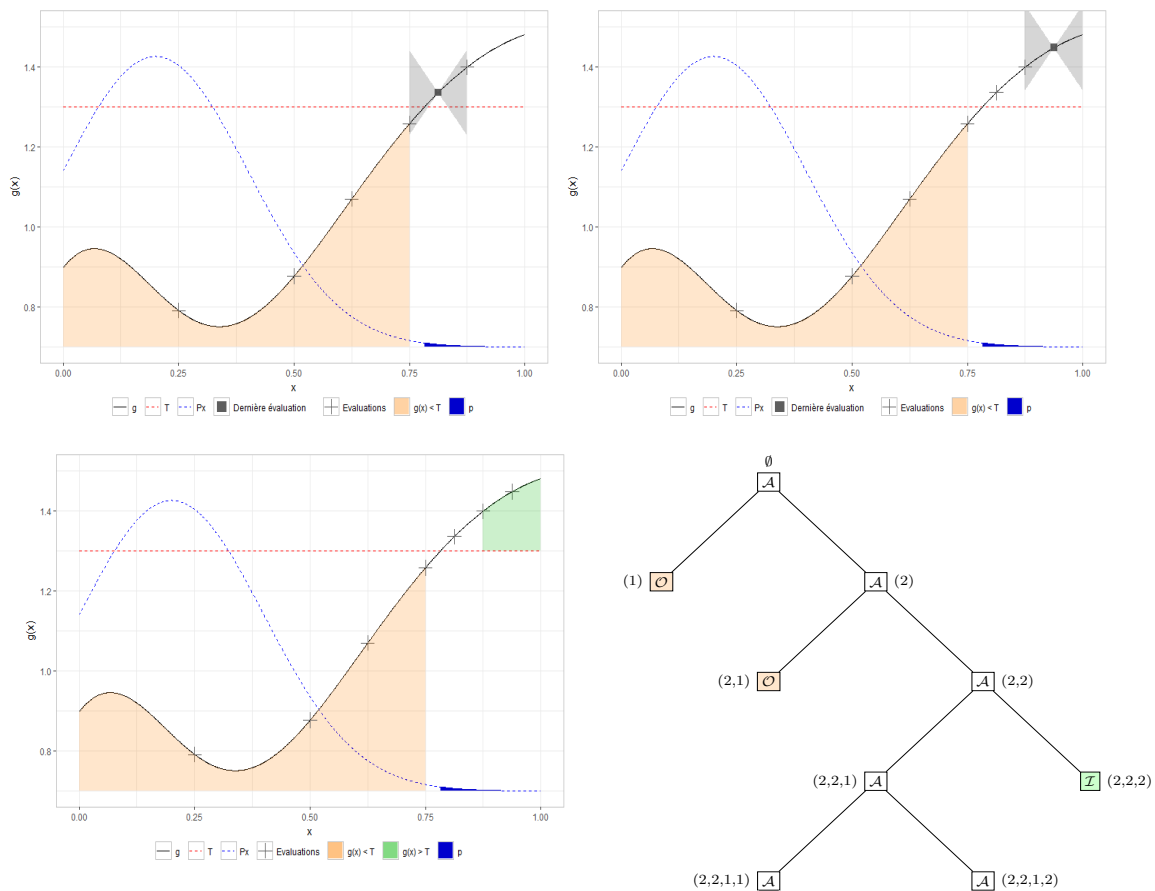 g(x)
1.4
1.2
1.0
0.8
0.00 0.25 0.50 0.75 1.00
x
g T Px Dernière évaluation Evaluations g(x) < T p
g(x)
1.4
1.2
1.0
0.8
0.00 0.25 0.50 0.75 1.00
x
g T Px Dernière évaluation Evaluations g(x) < T p
g(x)
1.4
1.2
1.0
0.8
0.00 0.25 0.50 0.75 1.00
x
g T Px Evaluations g(x) < T g(x) > T p
∅
𝒜
(1) 𝒪 𝒜 (2)
(2,1) 𝒪 𝒜 (2,2)
(2,2,1) 𝒜 ℐ (2,2,2)
(2,2,1,1) 𝒜 𝒜 (2,2,1,2)